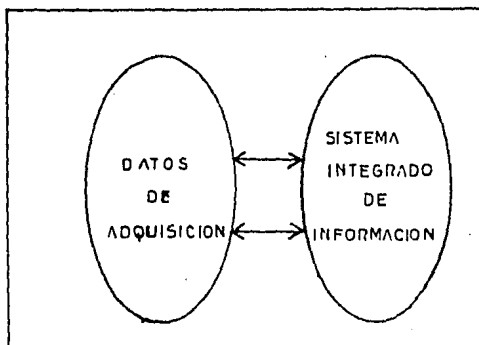 DATOS
DE
ADQUISICION
SISTEMA
INTEGRADO
DE
INFORMACION